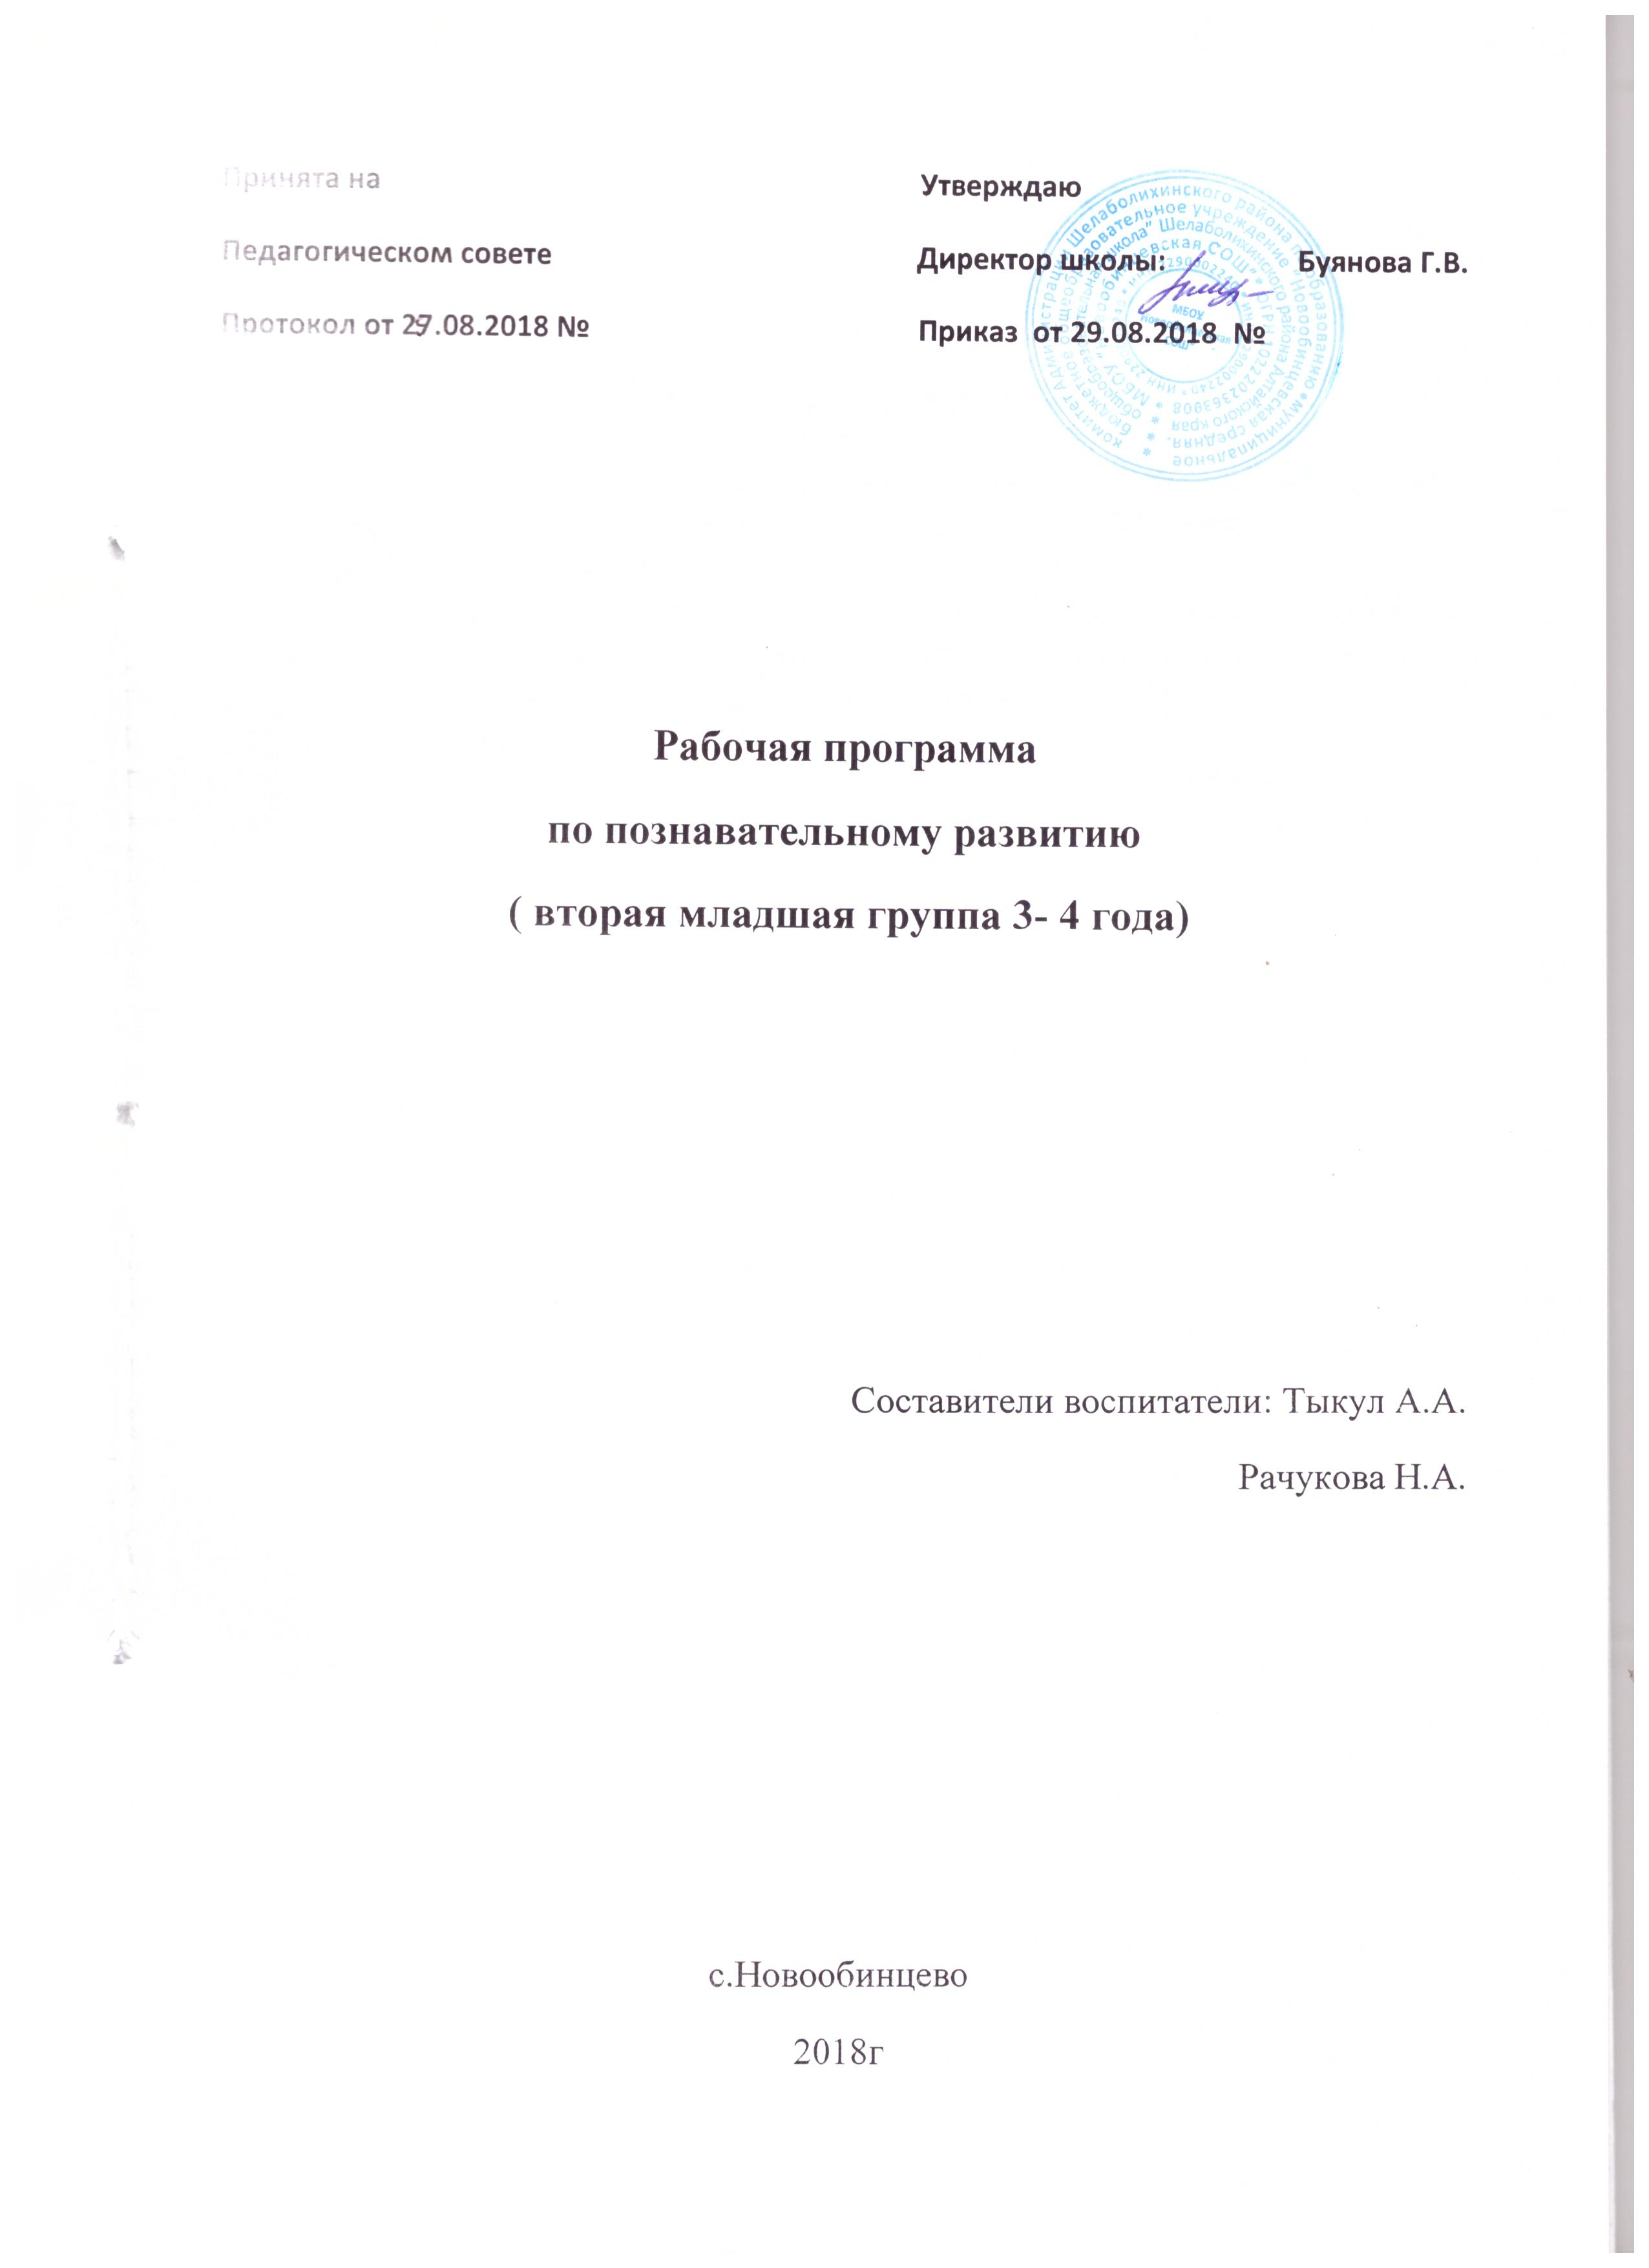 Принята на
Педагогическом совете
Протокол от 27.08.2018 №
Утверждаю
Директор школы: Буянова Г.В.
Приказ от 29.08.2018 №
Рабочая программа
по познавательному развитию
( вторая младшая группа 3- 4 года)
Составители воспитатели: Тыкул А.А.
Рачукова Н.А.
с.Новообинцево
2018г